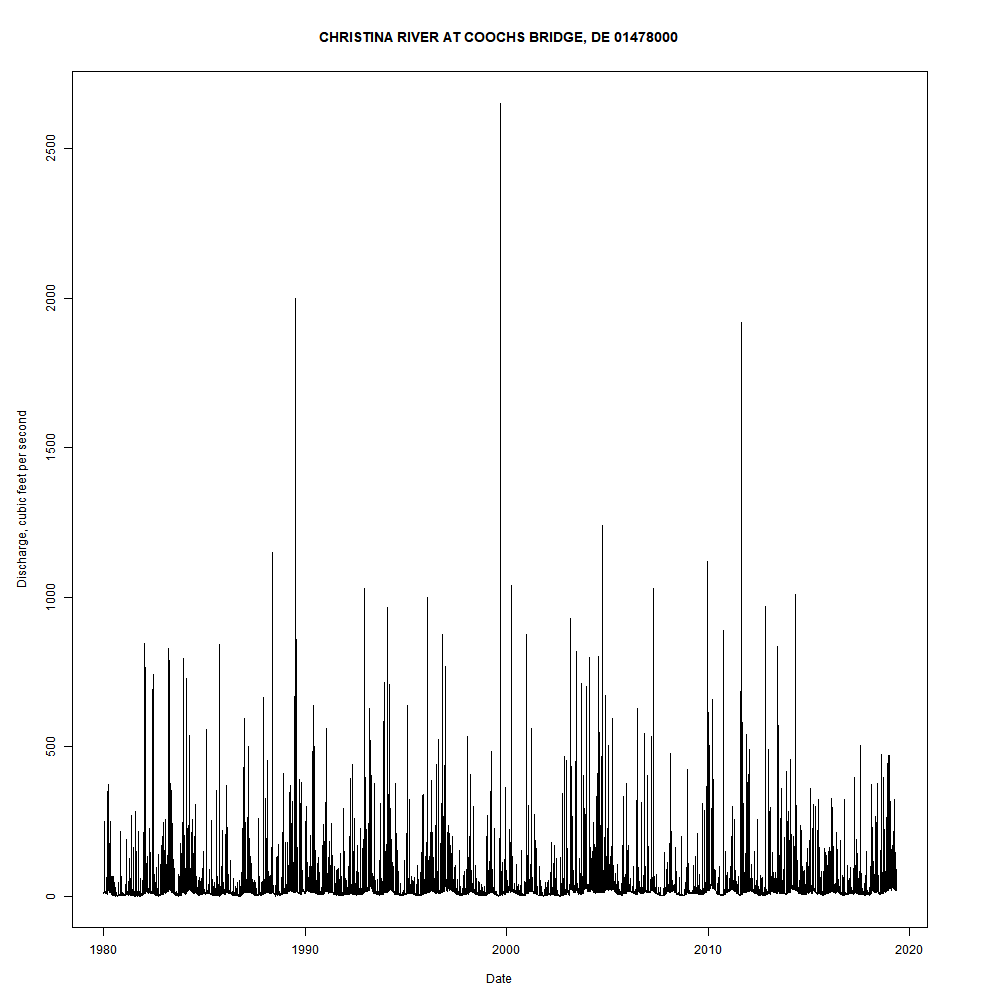 CHRISTINA RIVER AT COOCHS BRIDGE, DE 01478000
Discharge, cubic feet per second
2500
2000
1500
1000
500
0
1980 1990 2000 2010 2020
Date